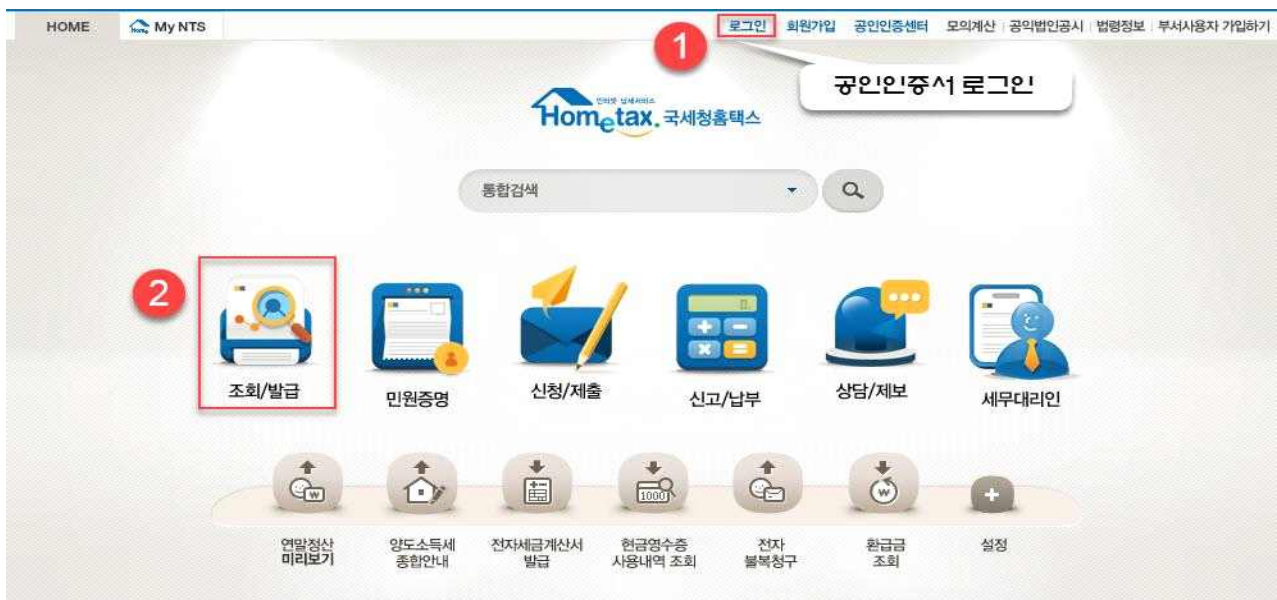 HOME
My NTS
로그인
회원가입
공인인증센터
모의계산
공익법인공시
법령정보
부서사용자 가입하기
1
공인인증서 로그인
Hometax. 국세청홈택스
통합검색
2
조회/발급
민원증명
신청/제출
0.
신고/납부
상담/제보
세무대리인
1000
연말정산
미리보기
양도소득세
종합안내
전자세금계산서
발급
현금영수증
사용내역 조회
전자
불복청구
환급금
조회
설정